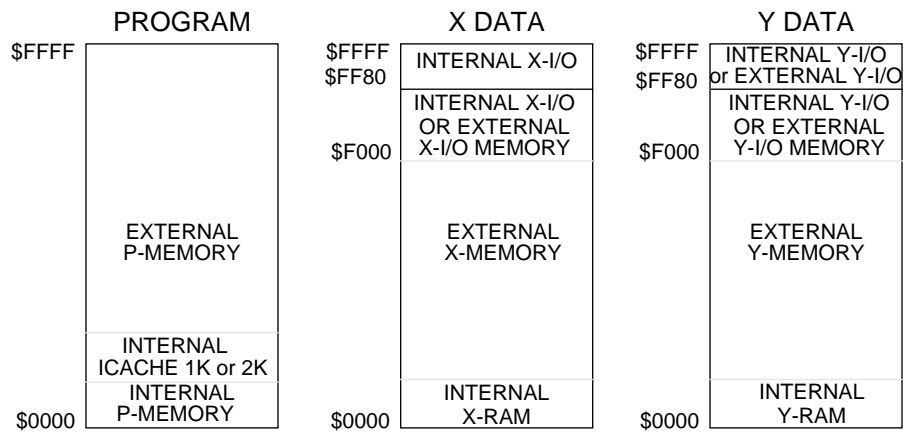 PROGRAM
$FFFF
EXTERNAL
P-MEMORY
INTERNAL
ICACHE 1K or 2K
INTERNAL
P-MEMORY
$0000
X DATA
$FFFF
INTERNAL X-I/O
$FF80
INTERNAL X-I/O
OR EXTERNAL
X-I/O MEMORY
$F000
EXTERNAL
X-MEMORY
INTERNAL
X-RAM
$0000
Y DATA
$FFFF
INTERNAL Y-I/O
or EXTERNAL Y-I/O
$FF80
INTERNAL Y-I/O
OR EXTERNAL
Y-I/O MEMORY
$F000
EXTERNAL
Y-MEMORY
INTERNAL
Y-RAM
$0000